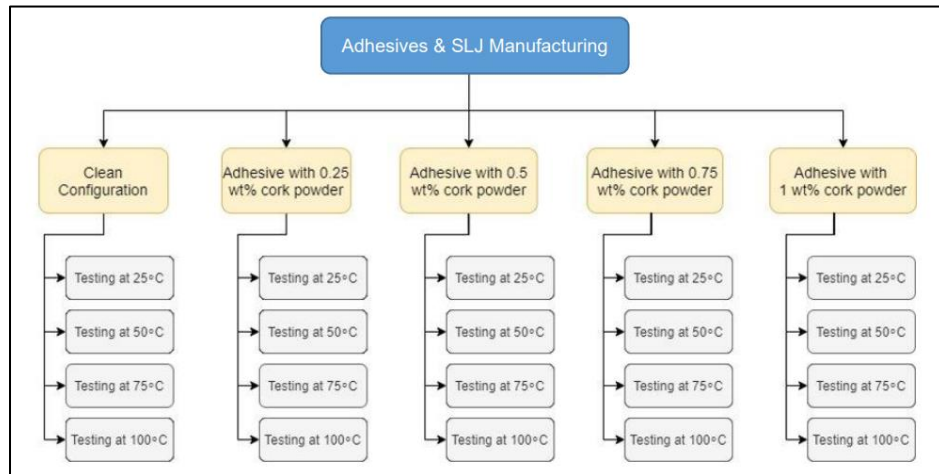 Adhesives & SLJ Manufacturing
Clean
Configuration
Adhesive with 0.25
wt% cork powder
Adhesive with 0.5
wt% cork powder
Adhesive with 0.75
wt% cork powder
Adhesive with
1 wt% cork powder
Testing at 25∘C
Testing at 25∘C
Testing at 25∘C
Testing at 25∘C
Testing at 25∘C
Testing at 50∘C
Testing at 50∘C
Testing at 50∘C
Testing at 50∘C
Testing at 50∘C
Testing at 75∘C
Testing at 75∘C
Testing at 75∘C
Testing at 75∘C
Testing at 75∘C
Testing at 100∘C
Testing at 100∘C
Testing at 100∘C
Testing at 100∘C
Testing at 100∘C